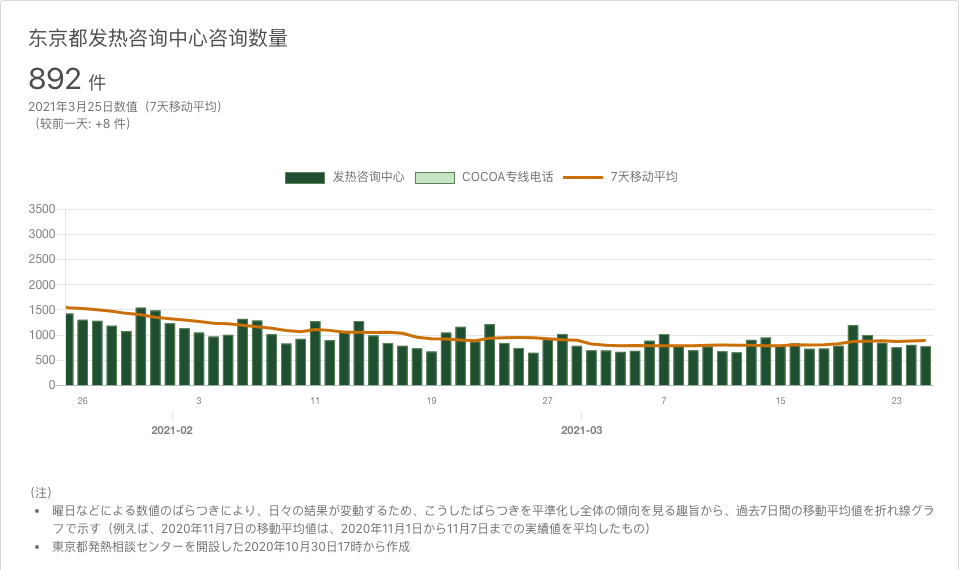 东京都发热咨询中心咨询数量
892 件
2021年3月25日数值（7天移动平均）
（较前一天: +8 件）
发热咨询中心 COCOA专线电话 7天移动平均
3500
3000
2500
2000
1500
1000
500
0
26 3 11 19 27 7 15 23
2021-02 2021-03
（注）
• 曜日などによる数値のばらつきにより、日々の結果が変動するため、こうしたばらつきを平準化し全体の傾向を見る趣旨から、過去7日間の移動平均値を折れ線グラ
フで示す（例えば、2020年11月7日の移動平均値は、2020年11月1日から11月7日までの実績値を平均したもの）
• 東京都発熱相談センターを開設した2020年10月30日17時から作成